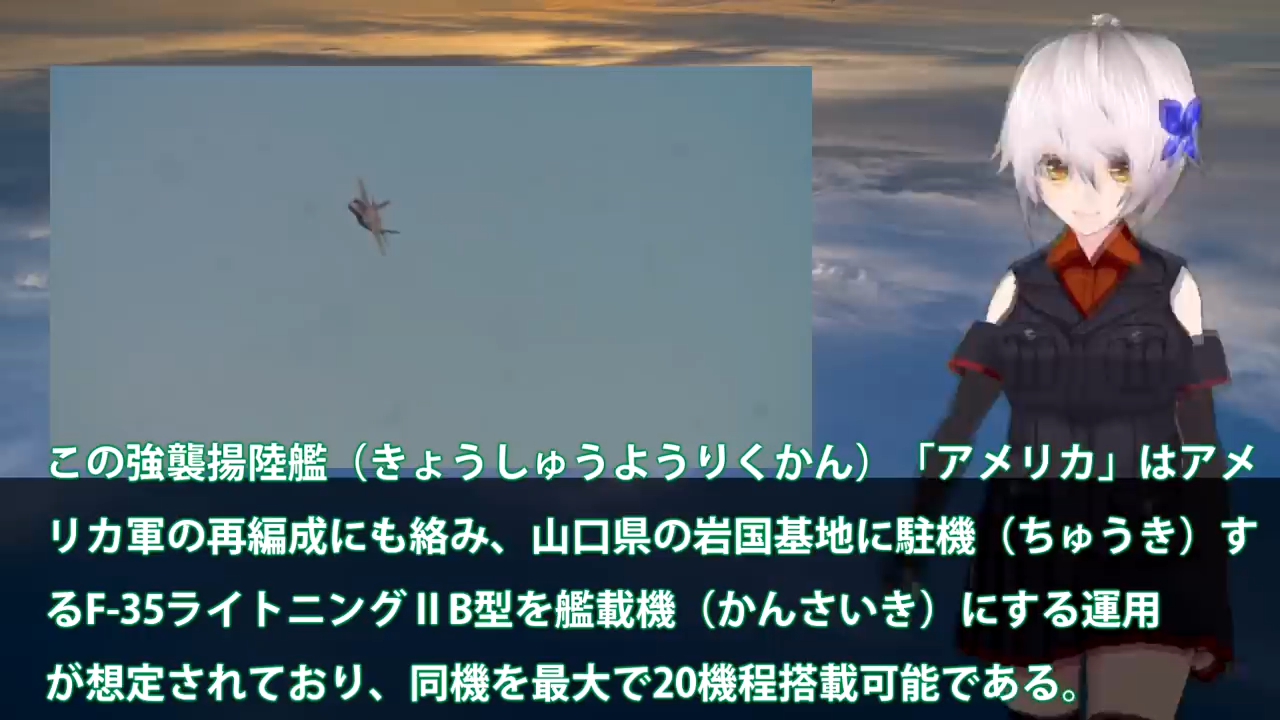 この強襲揚陸艦（きょうしゅうようりくかん）「アメリカ」はアメ
リカ軍の再編成にも絡み、山口県の岩国基地に駐機（ちゅうき）す
るF-35ライトニングⅡB型を艦載機（かんさいき）にする運用
が想定されており、同機を最大で20機程搭載可能である。